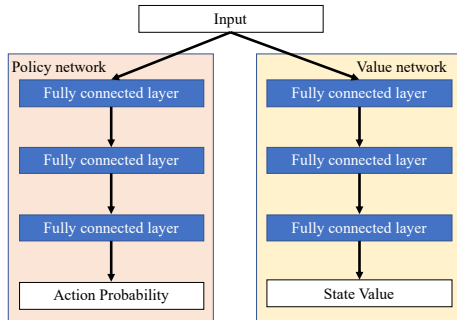 Input
Policy network
Fully connected layer
Fully connected layer
Fully connected layer
Action Probability
Value network
Fully connected layer
Fully connected layer
Fully connected layer
State Value